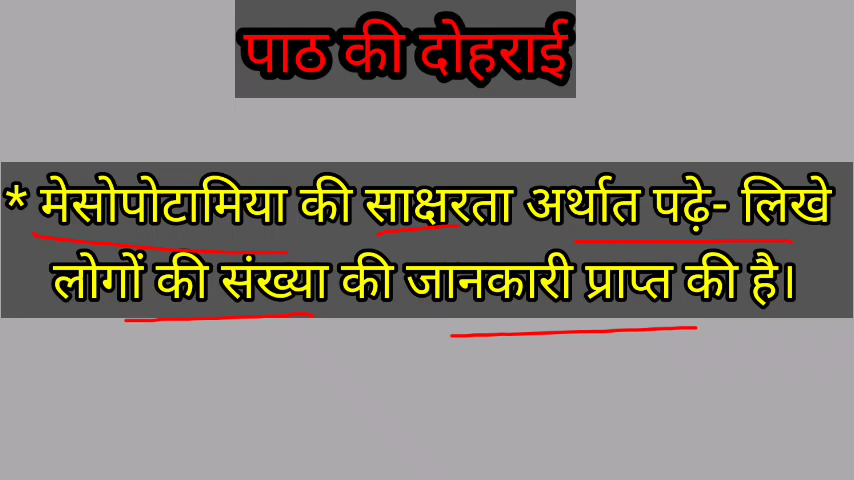 पाठ की दोहराई
* मेसोपोटामिया की साक्षरता अर्थात पढ़े- लिखे
लोगों की संख्या की जानकारी प्राप्त की है।